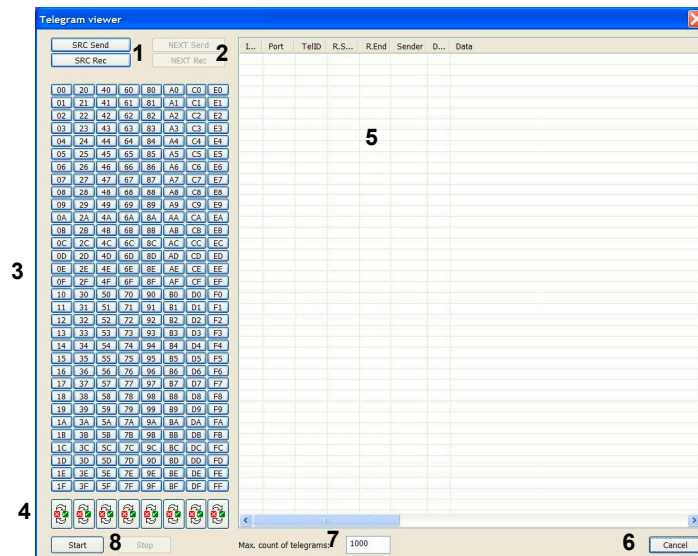 Telegram viewer
SRC Send 1 NEXT Send 2
SRC Rec NEXT Rec
I... Port TelID R.S... R.End Sender D... Data
00 20 40 60 80 A0 C0 E0
01 21 41 61 81 A1 C1 E1
02 22 42 62 82 A2 C2 E2
03 23 43 63 83 A3 C3 E3
04 24 44 64 84 A4 C4 E4
05 25 45 65 85 A5 C5 E5
06 26 46 66 86 A6 C6 E6
07 27 47 67 87 A7 C7 E7
08 28 48 68 88 A8 C8 E8
09 29 49 69 89 A9 C9 E9
0A 2A 4A 6A 8A AA CA EA
0B 2B 4B 6B 8B AB CB EB
0C 2C 4C 6C 8C AC CC EC
0D 2D 4D 6D 8D AD CD ED
0E 2E 4E 6E 8E AE CE EE
0F 2F 4F 6F 8F AF CF EF
10 30 50 70 90 B0 D0 F0
11 31 51 71 91 B1 D1 F1
12 32 52 72 92 B2 D2 F2
13 33 53 73 93 B3 D3 F3
14 34 54 74 94 B4 D4 F4
15 35 55 75 95 B5 D5 F5
16 36 56 76 96 B6 D6 F6
17 37 57 77 97 B7 D7 F7
18 38 58 78 98 B8 D8 F8
19 39 59 79 99 B9 D9 F9
1A 3A 5A 7A 9A BA DA FA
1B 3B 5B 7B 9B BB DB FB
1C 3C 5C 7C 9C BC DC FC
1D 3D 5D 7D 9D BD DD FD
1E 3E 5E 7E 9E BE DE FE
1F 3F 5F 7F 9F BF DF FF
3
4
5
Start 8 Stop
Max. count of telegrams: 7 1000
6 Cancel